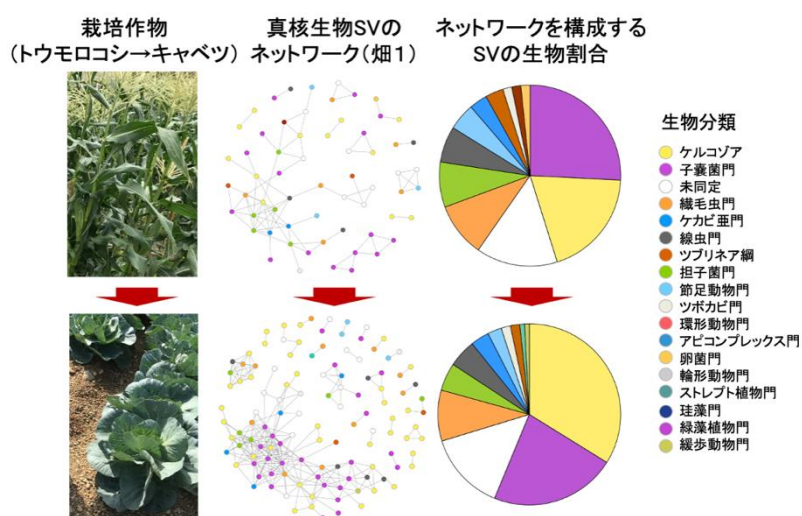 栽培作物
(トウモロコシ→キャベツ)
真核生物SVの
ネットワーク(畑1)
ネットワークを構成する
SVの生物割合
生物分類
ケルコゾア
子嚢菌門
未同定
繊毛虫門
ケカビ亜門
線虫門
ツブリネア綱
担子菌門
節足動物門
ツボカビ門
環形動物門
アピコンプレックス門
卵菌門
輪形動物門
ストレプト植物門
珪藻門
緑藻植物門
緩歩動物門